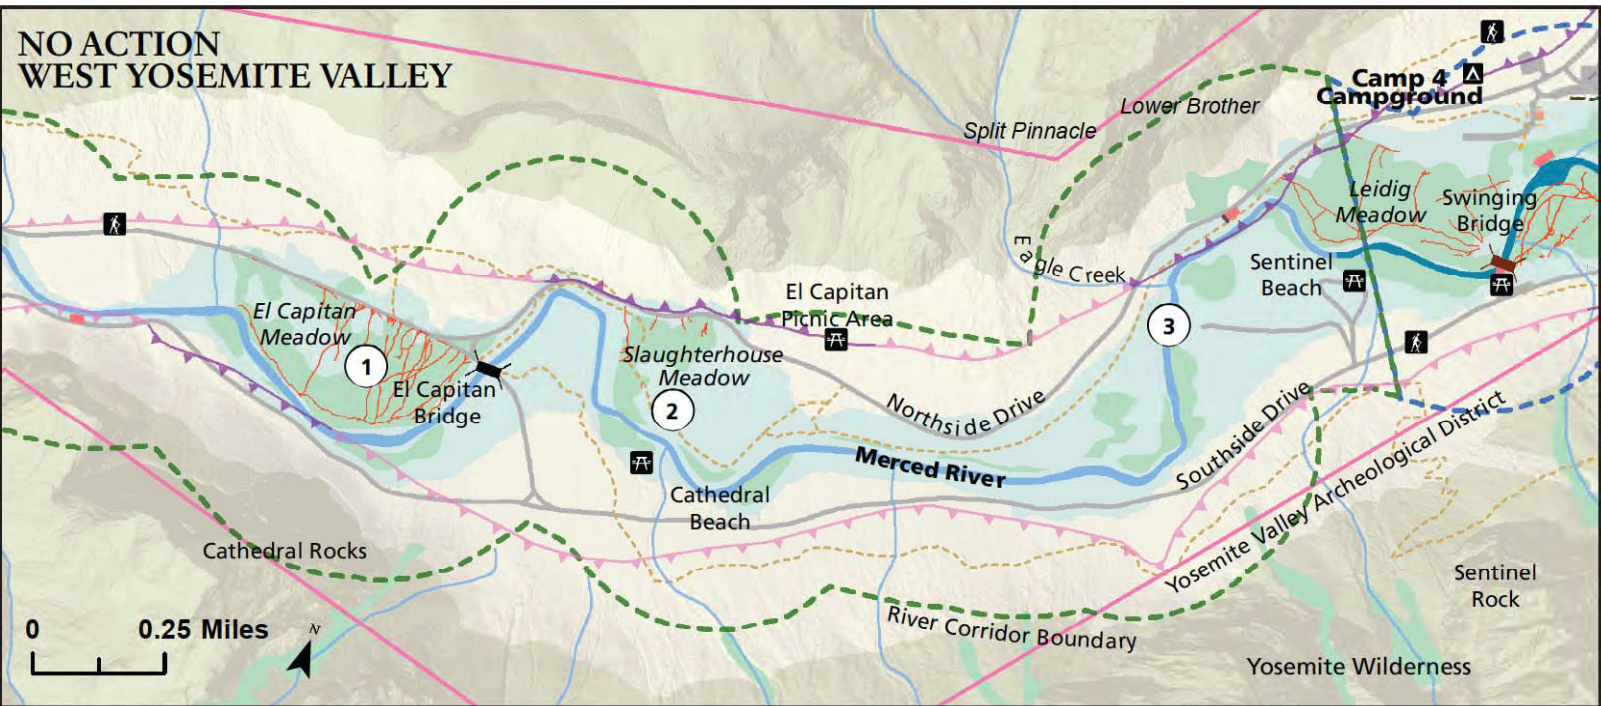 NO ACTION
WEST YOSEMITE VALLEY
Camp 4
Campground
Lower Brother
Split Pinnacle
Leidig
Meadow
Swinging
Bridge
Eagle Creek
Sentinel
Beach
El Capitan
Picnic Area
El Capitan
Meadow
1
El Capitan
Bridge
Slaughterhouse
Meadow
2
3
Northside Drive
Southside Drive
Merced River
Cathedral
Beach
Yosemite Valley Archeological District
Cathedral Rocks
River Corridor Boundary
Sentinel
Rock
Yosemite Wilderness
0 0.25 Miles
N